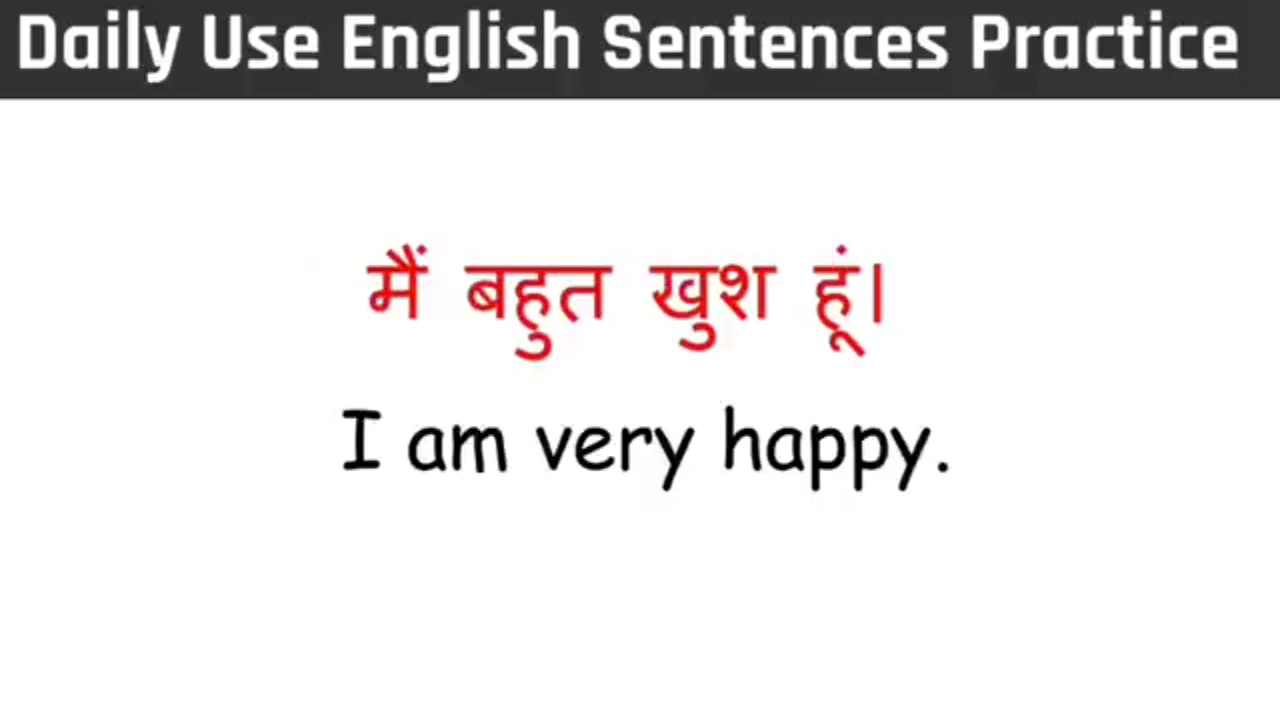 Daily Use English Sentences Practice
मैं बहुत खुश हूं।
I am very happy.